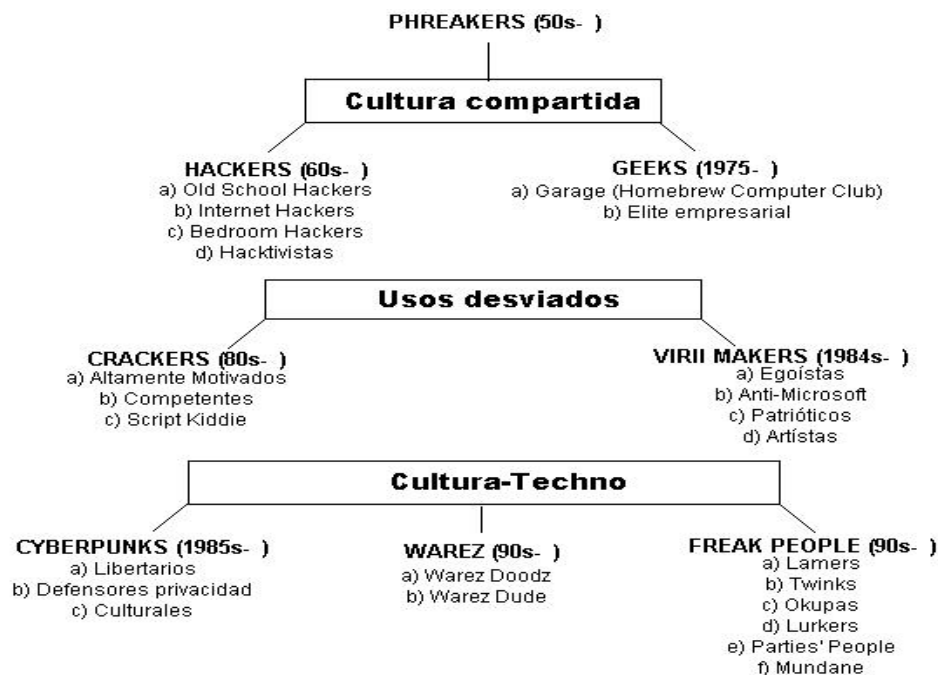 PHREAKERS (50s- )
Cultura compartida
HACKERS (60s- )
a) Old School Hackers
b) Internet Hackers
c) Bedroom Hackers
d) Hacktivistas
GEEKS (1975- )
a) Garage (Homebrew Computer Club)
b) Elite empresarial
Usos desviados
CRACKERS (80s- )
a) Altamente Motivados
b) Competentes
c) Script Kiddie
VIRII MAKERS (1984s- )
a) Egoístas
b) Anti-Microsoft
c) Patrióticos
d) Artístas
Cultura-Techno
CYBERPUNKS (1985s- )
a) Libertarios
b) Defensores privacidad
c) Culturales
WAREZ (90s- )
a) Warez Doodz
b) Warez Dude
FREAK PEOPLE (90s- )
a) Lamers
b) Twinks
c) Okupas
d) Lurkers
e) Parties' People
f) Mundane